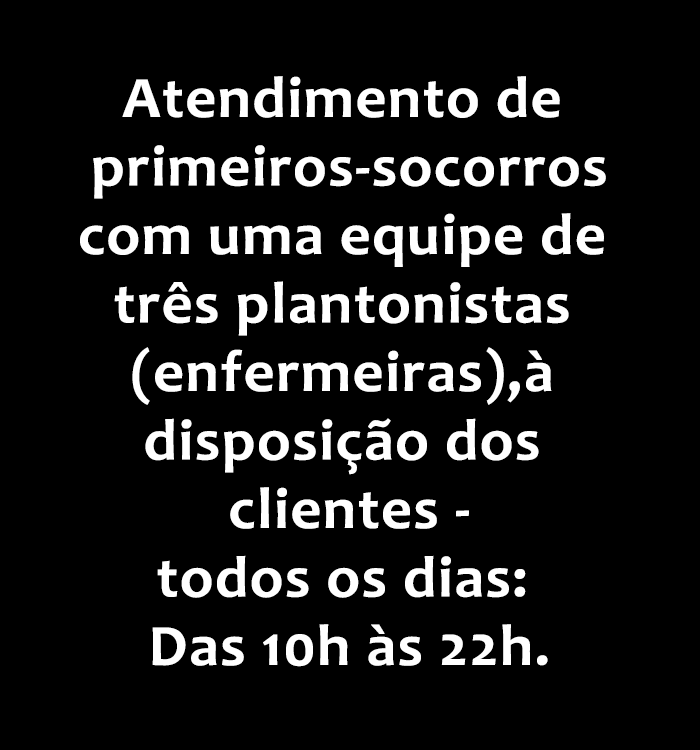 Atendimento de
primeiros-socorros
com uma equipe de
três plantonistas
(enfermeiras),à
disposição dos
clientes -
todos os dias:
Das 10h às 22h.